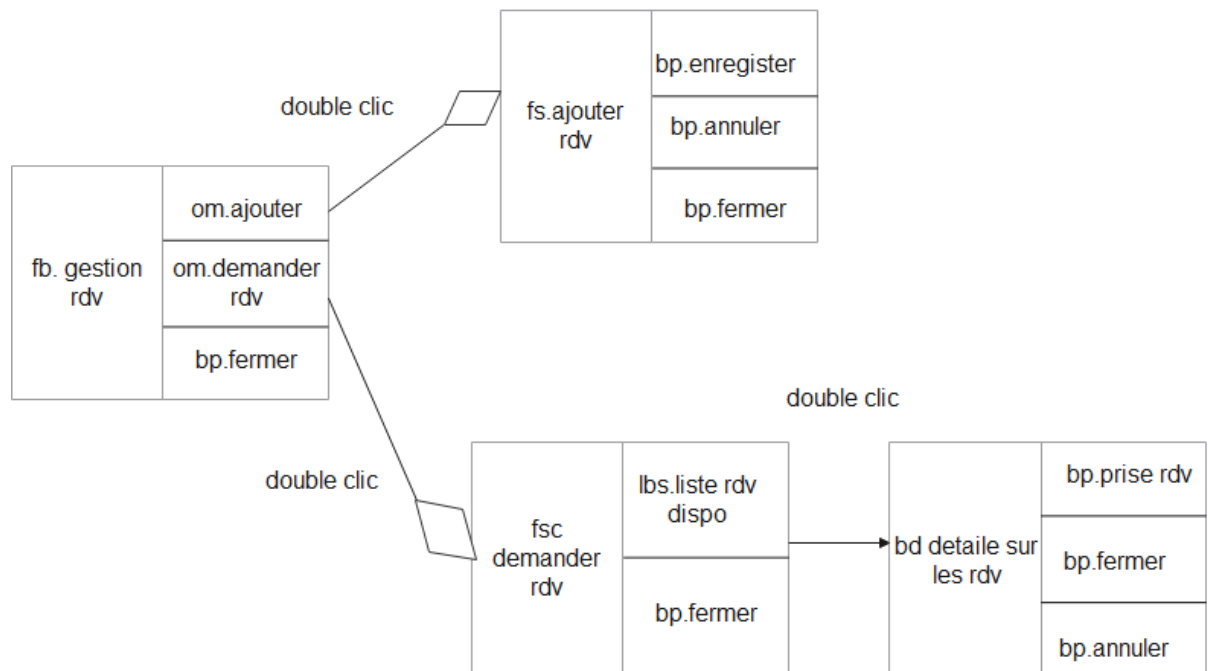 double clic
fs.ajouter
rdv
bp.enregister
bp.annuler
bp.fermer
fb. gestion
rdv
om.ajouter
om.demander
rdv
bp.fermer
double clic
fsc
demander
rdv
lbs.liste rdv
dispo
bp.fermer
double clic
bd detaile sur
les rdv
bp.prise rdv
bp.fermer
bp.annuler